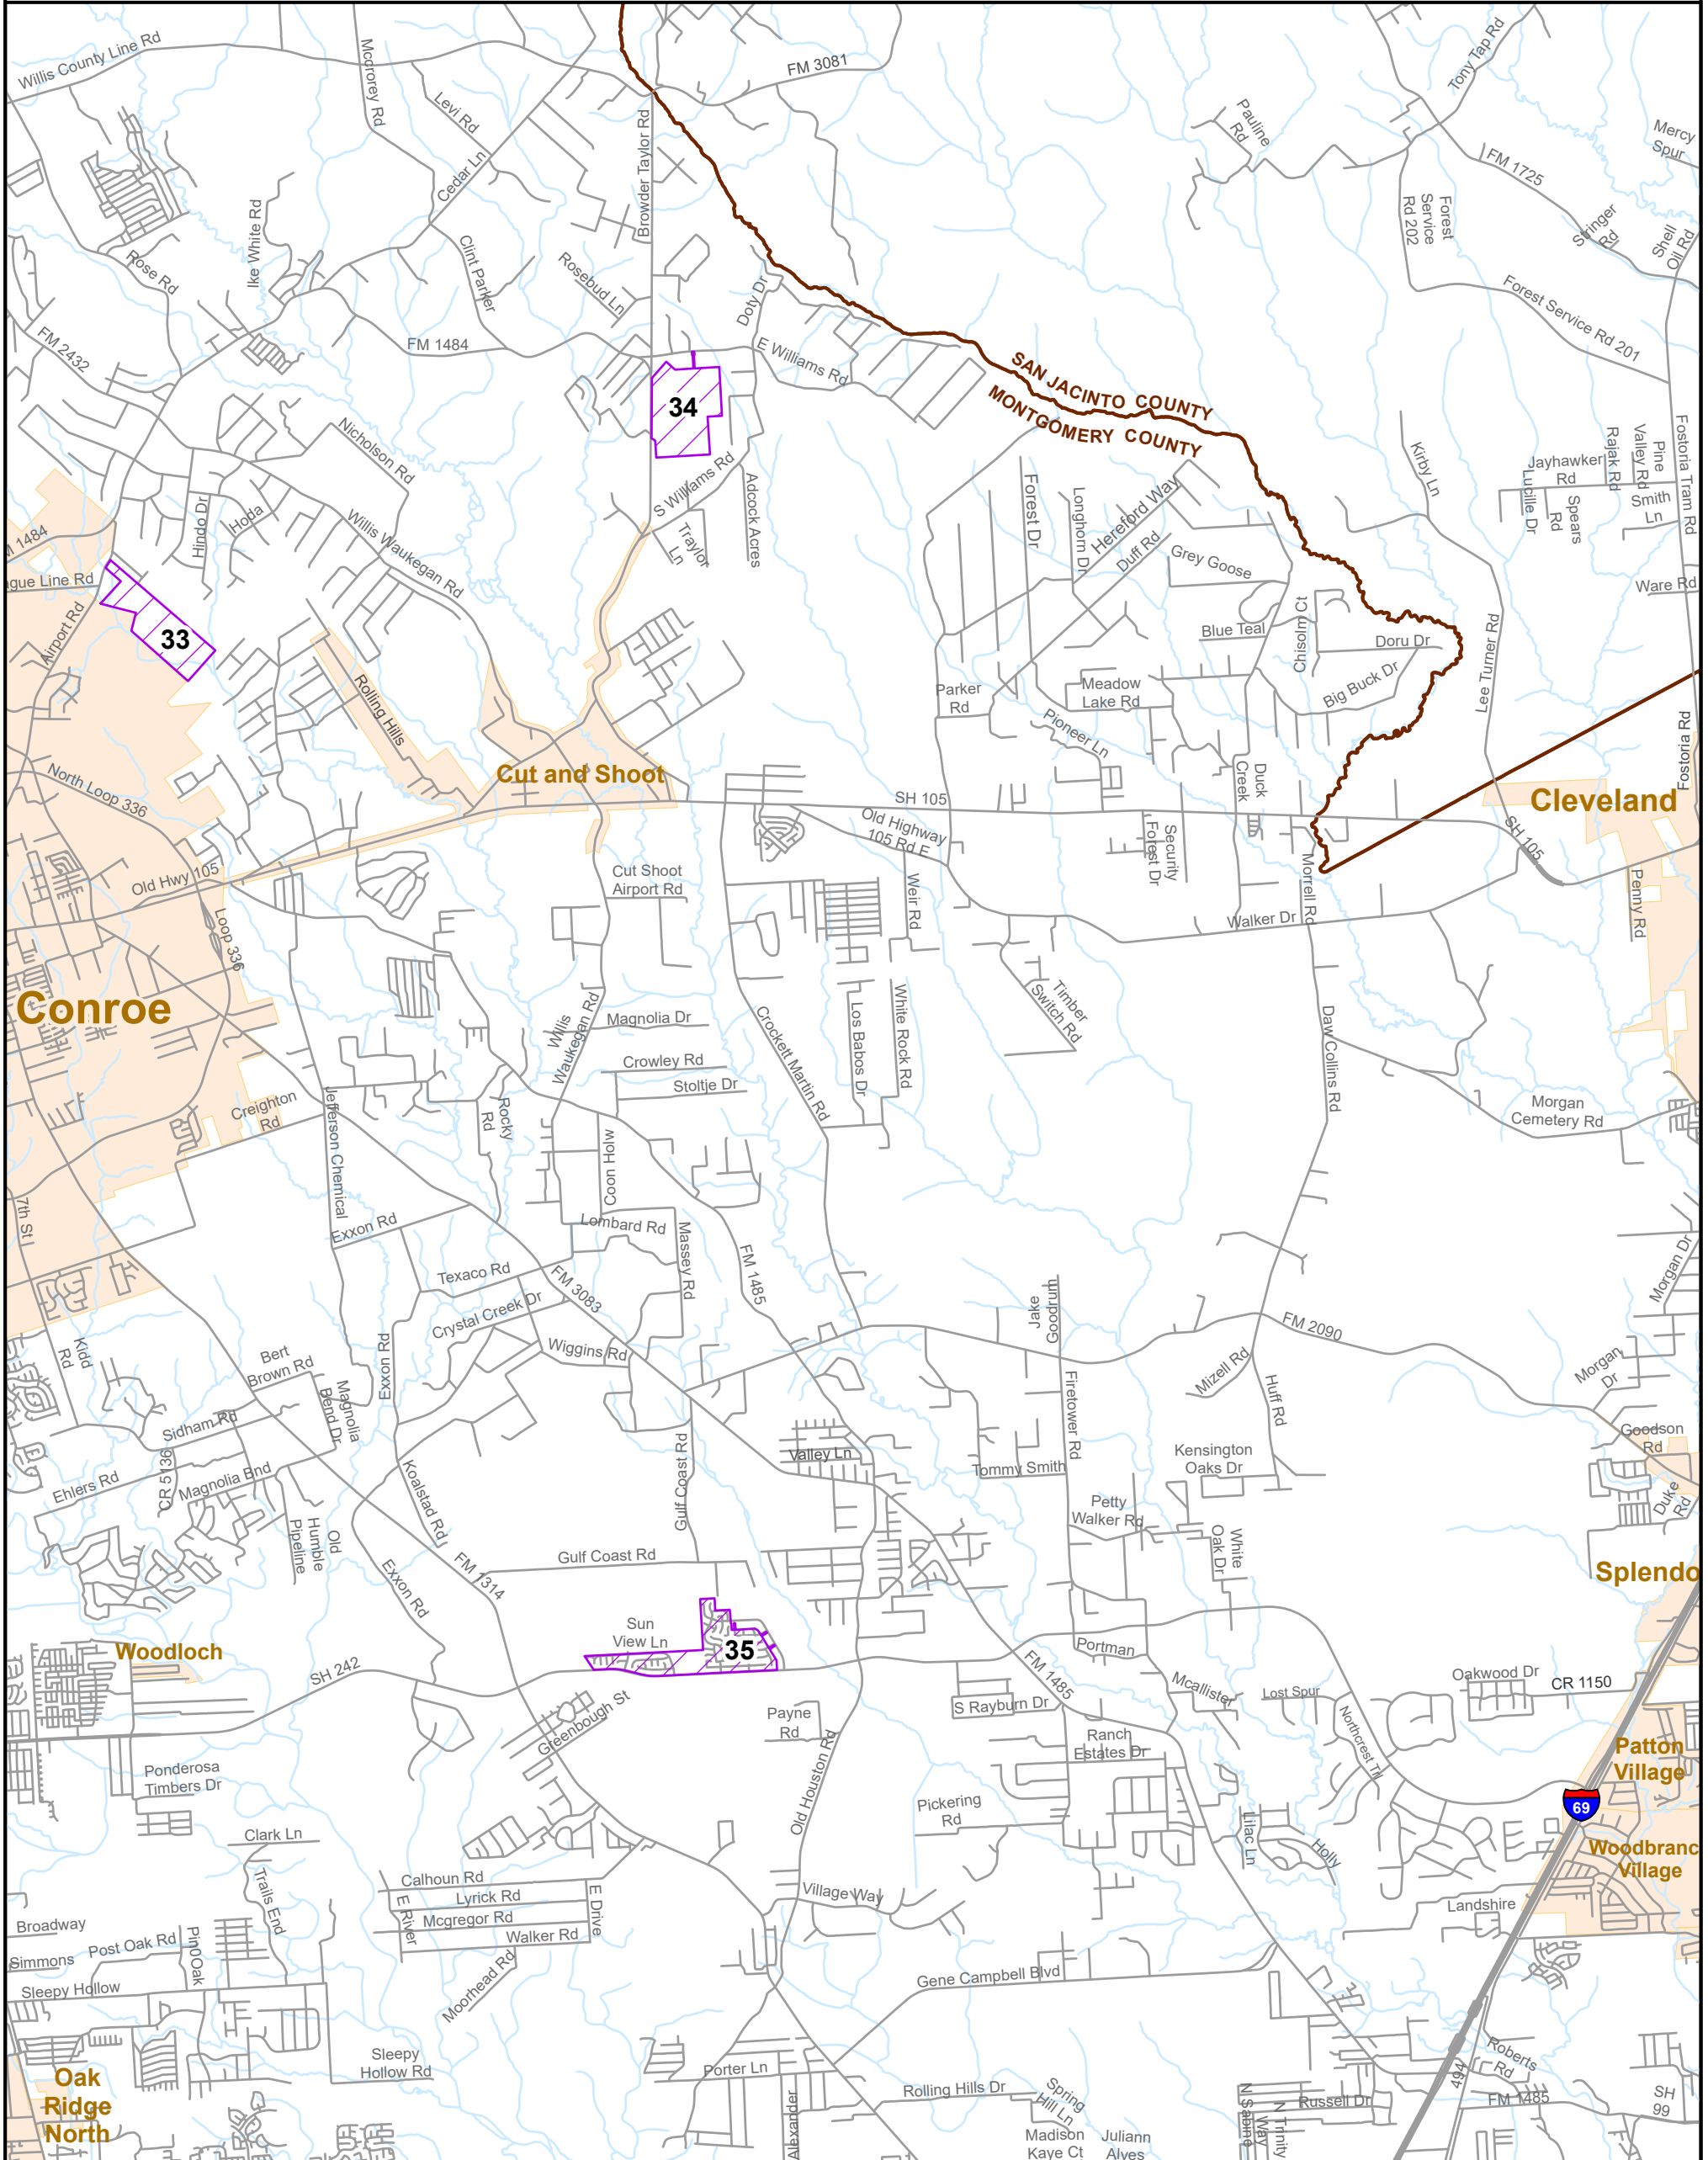 Willis County Line Rd
Mccrorey Rd
Levi Rd
Cedar Ln
FM 3081
Tony Tap Rd
Pauline
Rd
Mercy
Spur
FM 1725
Browder Taylor Rd
Forest
Service
Rd 202
Stringer
Rd
Shell
Oil Rd
Ike White Rd
Rose Rd
Clint Parker
Rosebud Ln
Doty Dr
Forest Service Rd 201
FM 2432
FM 1484
E Williams Rd
SAN JACINTO COUNTY
MONTGOMERY COUNTY
34
Nicholson Rd
S Williams Rd
Adcock Acres
Traylor
Ln
Forest Dr
Longhorn Dr
Hereford Way
Duff Rd
Grey Goose
Kirby Ln
Jayhawker
Rd
Lucille Dr
Spears
Rd
Rajak Rd
Pine
Valley Rd
Smith
Ln
Fostoria Tram Rd
Ware Rd
Hindo Dr
Hoda
Willis Waukegan Rd
M 1484
gue Line Rd
Airport Rd
33
Rolling Hills
Blue Teal
Chisolm Ct
Doru Dr
Big Buck Dr
Lee Turner Rd
Parker
Rd
Meadow
Lake Rd
Pioneer Ln
Fostoria Rd
North Loop 336
Cut and Shoot
SH 105
Duck
Creek
Cleveland
SH 105
Old Highway
105 Rd E
Old Hwy 105
Cut Shoot
Airport Rd
Weir Rd
Security
Forest Dr
Morrell Rd
Walker Dr
Penny Rd
Loop 336
Conroe
Willis
Waukegan Rd
Magnolia Dr
Crowley Rd
Stoltje Dr
Crockett Martin Rd
Los Babos Dr
White Rock Rd
Timber
Switch Rd
Daw Collins Rd
Morgan
Cemetery Rd
Creighton
Rd
Jefferson Chemical
Rocky
Rd
Coon Holw
7th St
Exxon Rd
Lombard Rd
Massey Rd
FM 1485
Texaco Rd
FM 3083
Crystal Creek Dr
Wiggins Rd
Jake
Goodrum
FM 2090
Morgan Dr
Kidd
Rd
Bert
Brown Rd
Exxon Rd
Magnolia
Bend Dr
Mizell Rd
Huff Rd
Morgan
Dr
Sidham Rd
Ehlers Rd
CR 5136
Magnolia Bnd
Koalstad Rd
Gulf Coast Rd
Valley Ln
Firetower Rd
Tommy Smith
Kensington
Oaks Dr
Goodson
Rd
Duke
Rd
Petty
Walker Rd
White
Oak Dr
Old
Humble
Pipeline
Exxon Rd
FM 1314
Gulf Coast Rd
Splendo
Sun
View Ln
35
Woodloch
SH 242
Portman
FM 1485
Mcallister
Lost Spur
Oakwood Dr
CR 1150
S Rayburn Dr
Northcrest Trl
Greenbough St
Payne
Rd
Ranch
Estates Dr
Patton
Village
Ponderosa
Timbers Dr
Old Houston Rd
Pickering
Rd
69
Lilac Ln
Holly
Woodbranc
Village
Clark Ln
Trails End
Calhoun Rd
Lyrick Rd
Mcgregor Rd
Walker Rd
E River
E Drive
Village Way
Landshire
Broadway
Simmons
Post Oak Rd
Pin Oak
Sleepy Hollow
Moorhead Rd
Gene Campbell Blvd
Sleepy
Hollow Rd
Oak
Ridge
North
Porter Ln
Alexander
Rolling Hills Dr
Spring
Hill Ln
Madison
Kaye Ct
Juliann
Alves
N Sabine
N Trinity
Way
Russell Dr
494
Roberts
Rd
FM 1485
SH
99